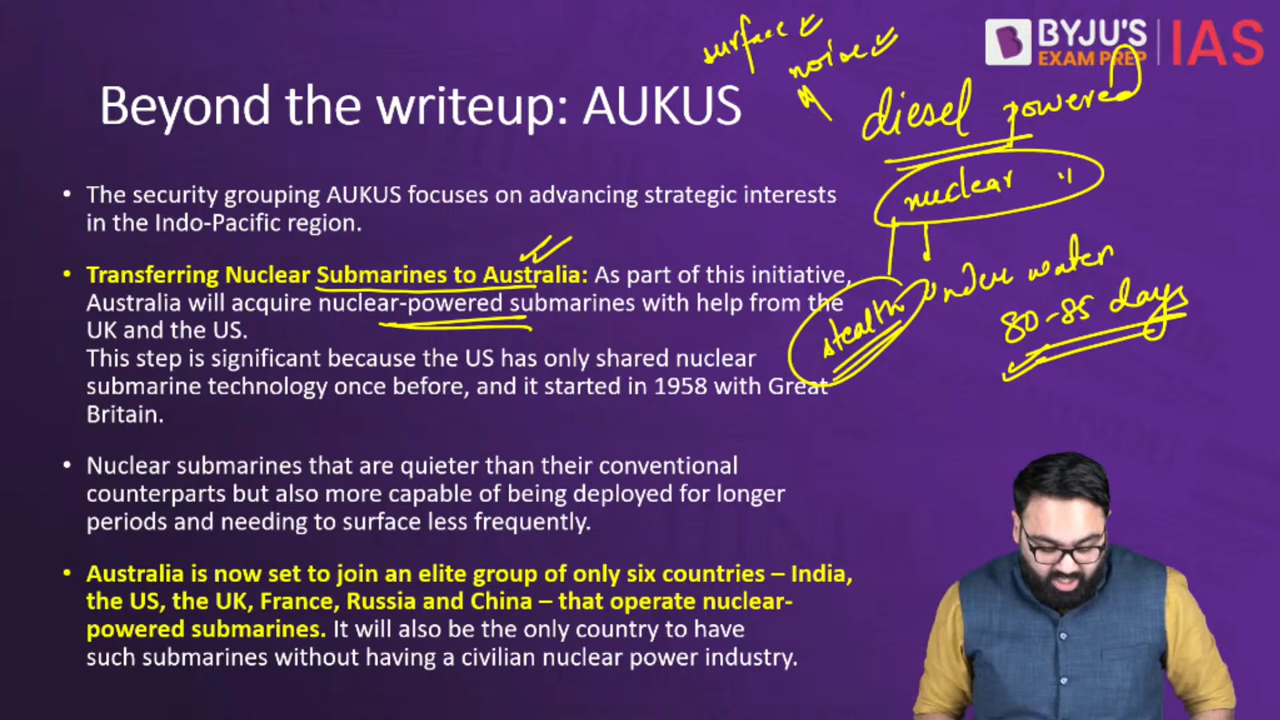 BYJU'S
EXAM PREP
IAS
surface
noise
diesel powered
nuclear "
stealth
under water
80-85 days
Beyond the writeup: AUKUS
• The security grouping AUKUS focuses on advancing strategic interests
in the Indo-Pacific region.
• Transferring Nuclear Submarines to Australia: As part of this initiative,
Australia will acquire nuclear-powered submarines with help from the
UK and the US.
This step is significant because the US has only shared nuclear
submarine technology once before, and it started in 1958 with Great
Britain.
• Nuclear submarines that are quieter than their conventional
counterparts but also more capable of being deployed for longer
periods and needing to surface less frequently.
• Australia is now set to join an elite group of only six countries – India,
the US, the UK, France, Russia and China – that operate nuclear-
powered submarines. It will also be the only country to have
such submarines without having a civilian nuclear power industry.